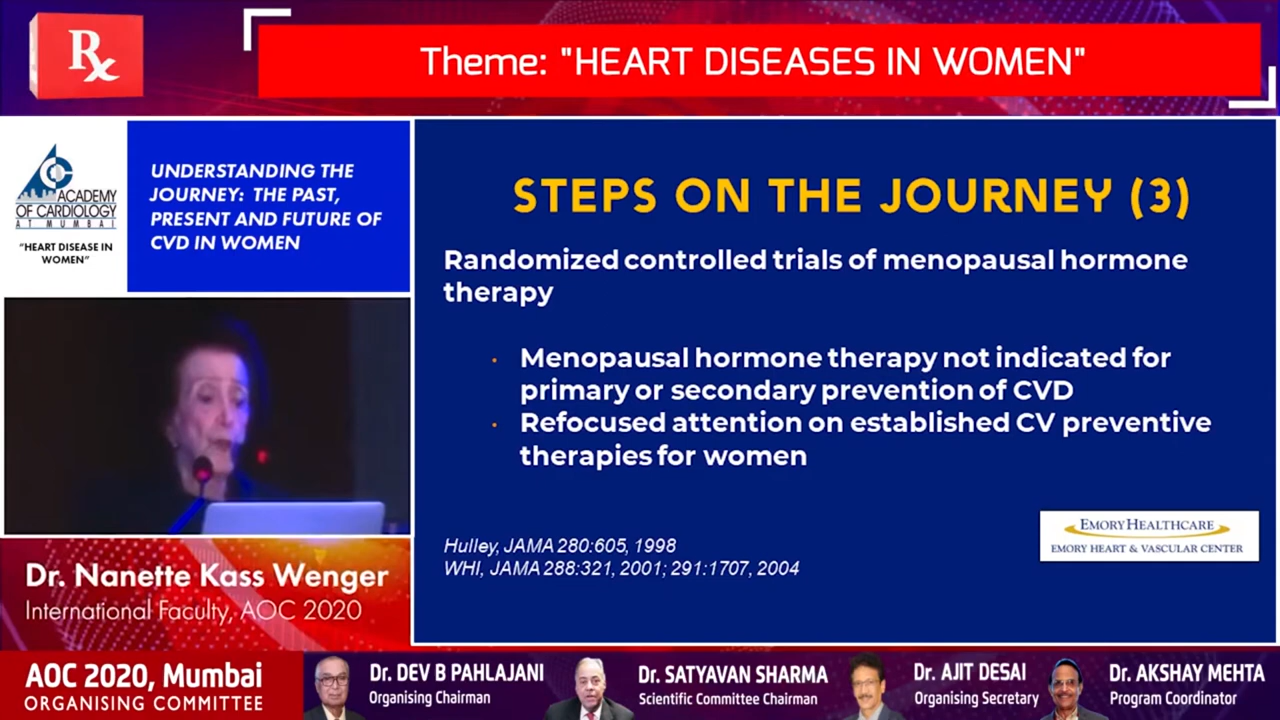 Rx
Theme: "HEART DISEASES IN WOMEN"
ACADEMY
OF CARDIOLOGY
AT MUMBAI
"HEART DISEASE IN
WOMEN"
UNDERSTANDING THE
JOURNEY: THE PAST,
PRESENT AND FUTURE OF
CVD IN WOMEN
STEPS ON THE JOURNEY (3)
Randomized controlled trials of menopausal hormone
therapy
· Menopausal hormone therapy not indicated for
primary or secondary prevention of CVD
· Refocused attention on established CV preventive
therapies for women
Hulley, JAMA 280:605, 1998
WHI, JAMA 288:321, 2001; 291:1707, 2004
EMORY HEALTHCARE
EMORY HEART & VASCULAR CENTER
Dr. Nanette Kass Wenger
International Faculty, AOC 2020
AOC 2020, Mumbai
ORGANISING COMMITTEE
Dr. DEV B PAHLAJANI
Organising Chairman
Dr. SATYAVAN SHARMA
Scientific Committee Chairman
Dr. AJIT DESAI
Organising Secretary
Dr. AKSHAY MEHTA
Program Coordinator